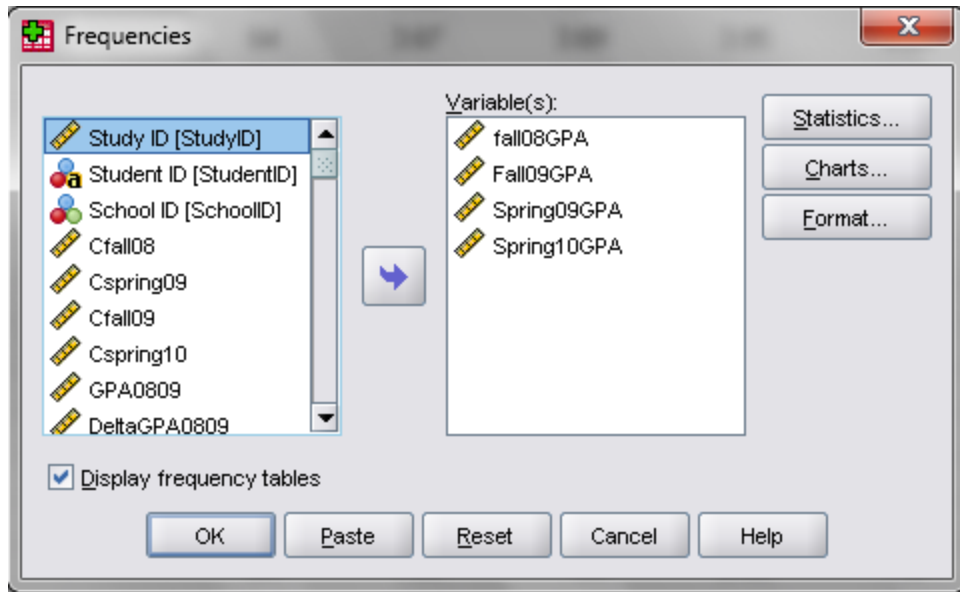 Frequencies
Study ID [StudyID]
Student ID [StudentID]
School ID [SchoolID]
Cfall08
Cspring09
Cfall09
Cspring10
GPA0809
DeltaGPA0809
Variable(s):
fall08GPA
Fall09GPA
Spring09GPA
Spring10GPA
Statistics...
Charts...
Format...
Display frequency tables
OK
Paste
Reset
Cancel
Help